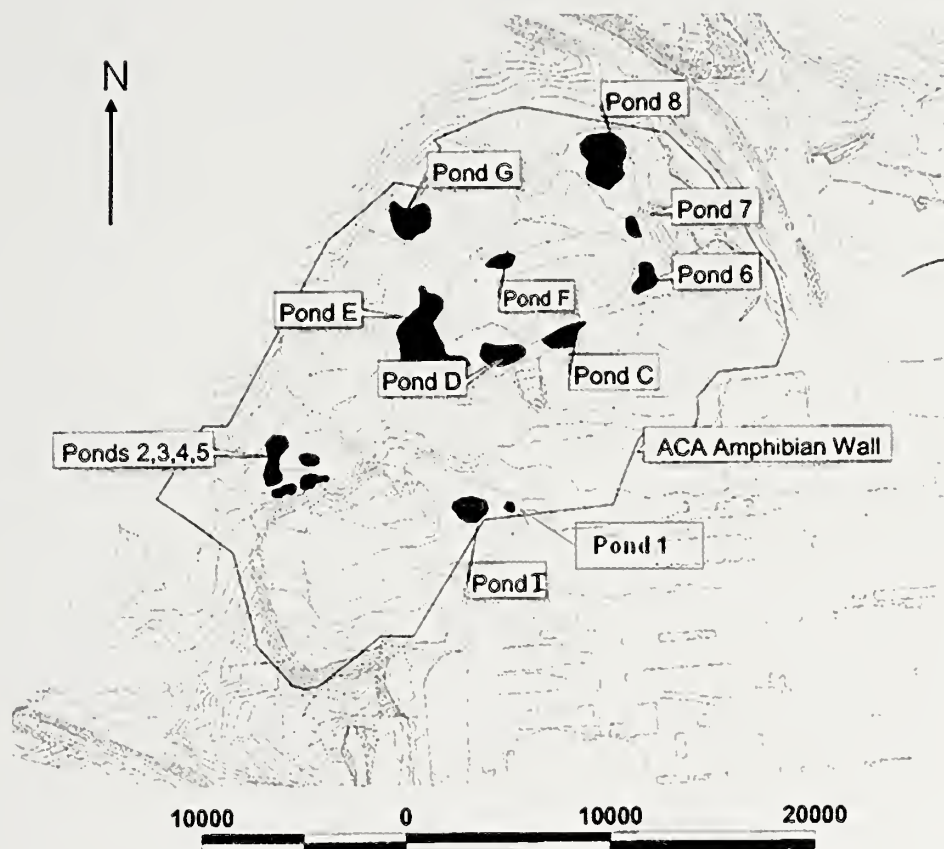 N
Pond 8
Pond G
Pond 7
Pond 6
Pond F
Pond E
Pond D
Pond C
Ponds 2,3,4,5
ACA Amphibian Wall
Pond 1
Pond I
10000 0 10000 20000